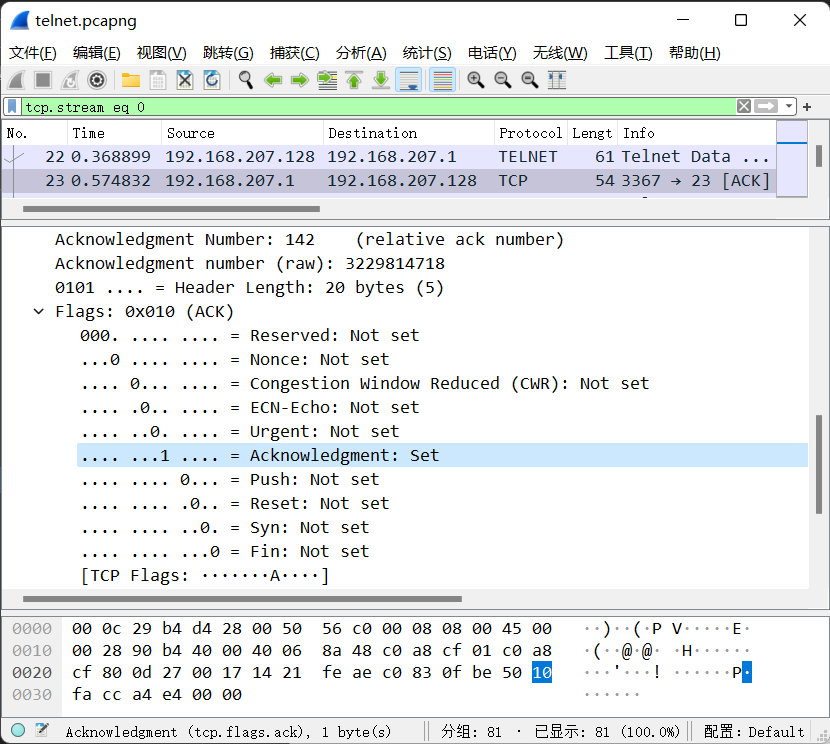 telnet.pcapng
文件(F) 编辑(E) 视图(V) 跳转(G) 捕获(C) 分析(A) 统计(S) 电话(Y) 无线(W) 工具(T) 帮助(H)
tcp.stream eq 0
No. Time Source Destination Protocol Lengt Info
22 0.368899 192.168.207.128 192.168.207.1 TELNET 61 Telnet Data ...
23 0.574832 192.168.207.1 192.168.207.128 TCP 54 3367 → 23 [ACK]
Acknowledgment Number: 142    (relative ack number)
Acknowledgment number (raw): 3229814718
0101 .... = Header Length: 20 bytes (5)
Flags: 0x010 (ACK)
000. .... .... = Reserved: Not set
...0 .... .... = Nonce: Not set
.... 0... .... = Congestion Window Reduced (CWR): Not set
.... .0.. .... = ECN-Echo: Not set
.... ..0. .... = Urgent: Not set
.... ...1 .... = Acknowledgment: Set
.... .... 0... = Push: Not set
.... .... .0.. = Reset: Not set
.... .... ..0. = Syn: Not set
.... .... ...0 = Fin: Not set
[TCP Flags: ·······A····]
0000 00 0c 29 b4 d4 28 00 50 56 c0 00 08 08 00 45 00 ··)··(·P V·····E·
0010 00 28 90 b4 40 00 40 06 8a 48 c0 a8 cf 01 c0 a8 ·(··@·@· ·H······
0020 cf 80 0d 27 00 17 14 21 fe ae c0 83 0f be 50 10 ···'···! ······P·
0030 fa cc a4 e4 00 00 ······
Acknowledgment (tcp.flags.ack), 1 byte(s) 分组: 81 · 已显示: 81 (100.0%) 配置: Default